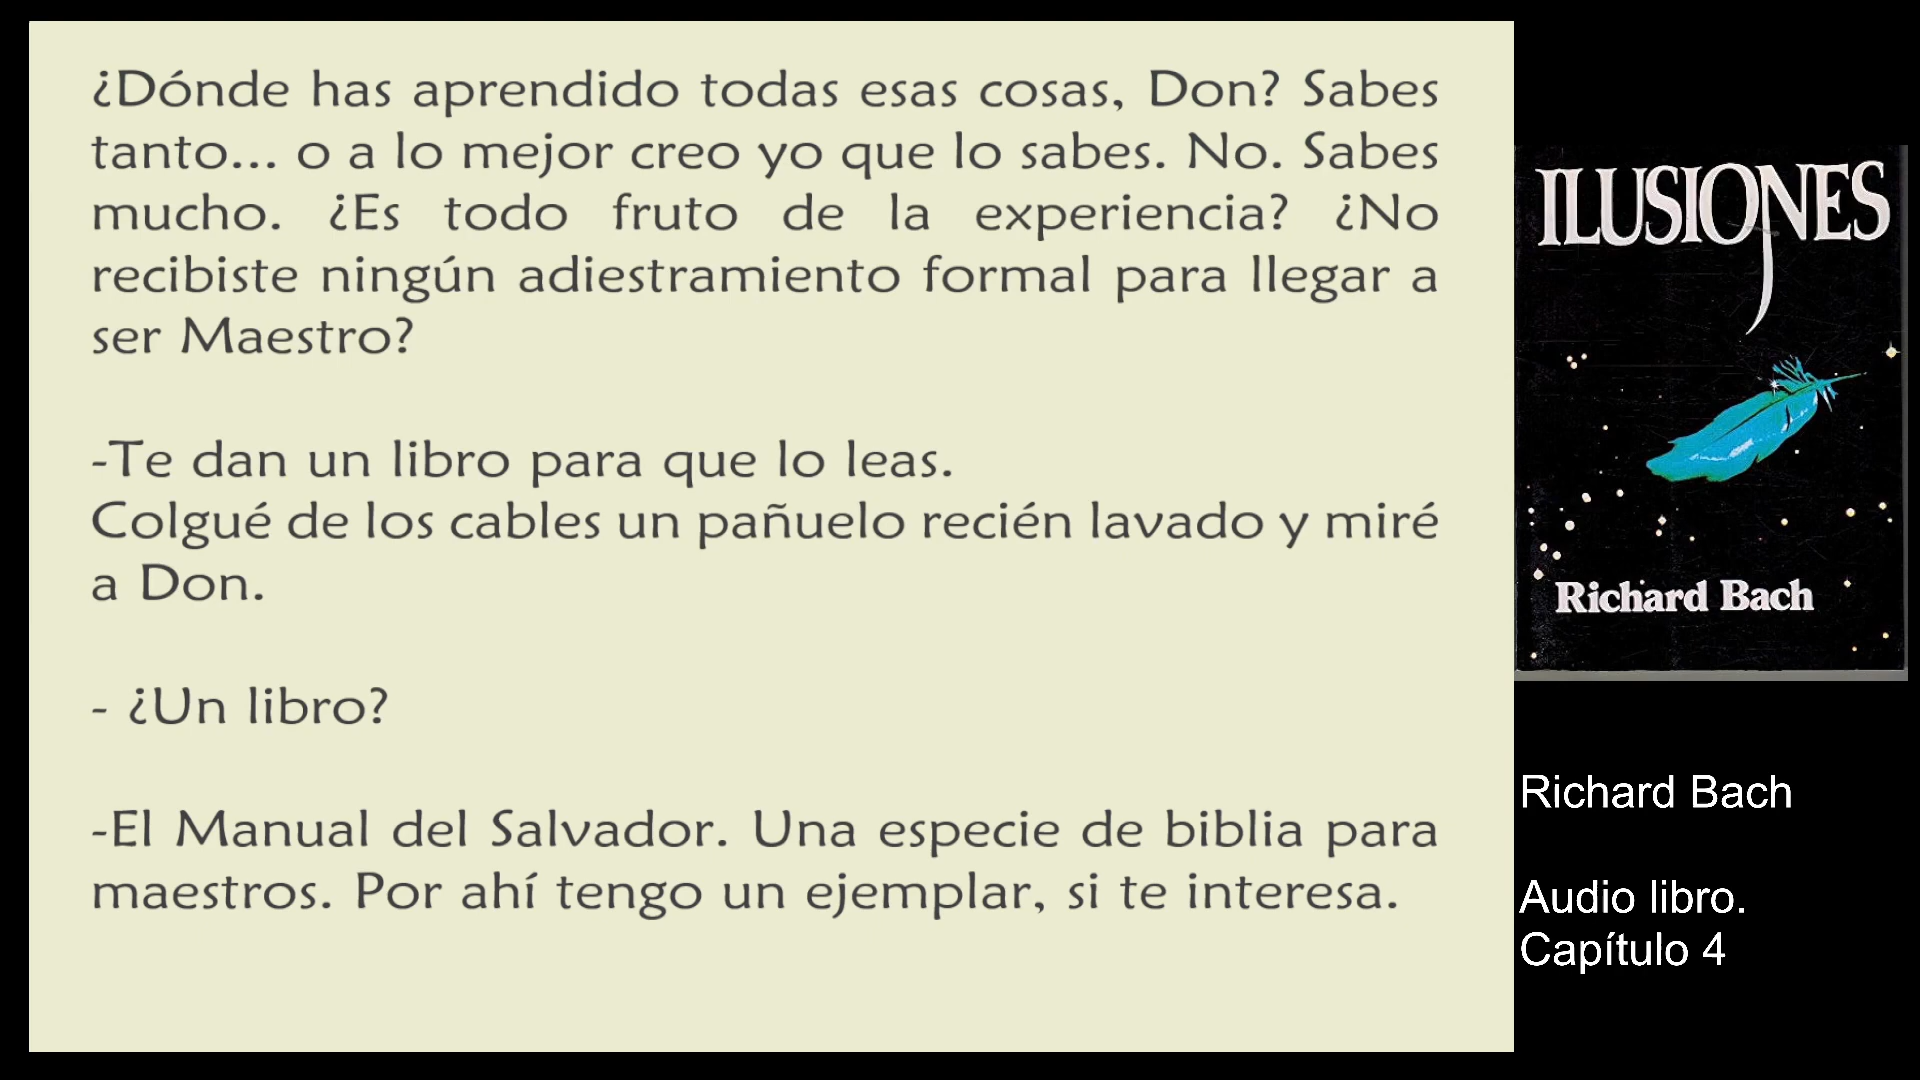 ¿Dónde has aprendido todas esas cosas, Don? Sabes
tanto... o a lo mejor creo yo que lo sabes. No. Sabes
mucho. ¿Es todo fruto de la experiencia? ¿No
recibiste ningún adiestramiento formal para llegar a
ser Maestro?
-Te dan un libro para que lo leas.
Colgué de los cables un pañuelo recién lavado y miré
a Don.
- ¿Un libro?
-El Manual del Salvador. Una especie de biblia para
maestros. Por ahí tengo un ejemplar, si te interesa.
ILUSIONES
Richard Bach
Richard Bach
Audio libro.
Capítulo 4